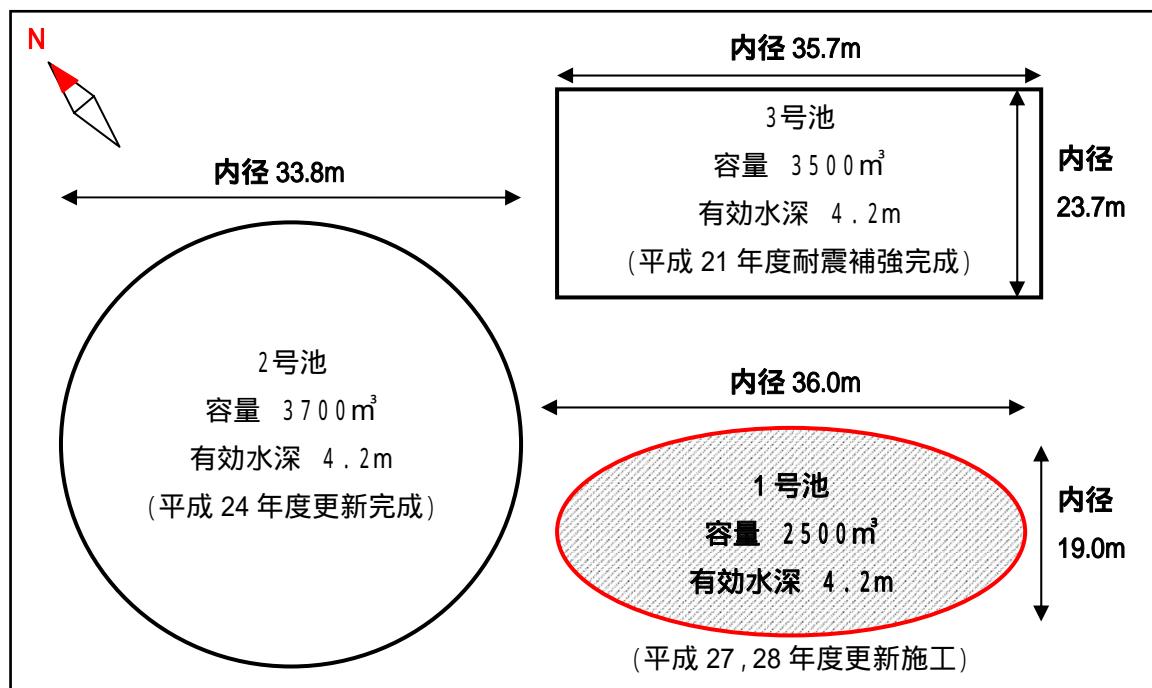 N
内径 33.8m
2号池
容量 3700㎥
有効水深 4.2m
(平成 24 年度更新完成)
内径 35.7m
3号池
容量 3500㎥
有効水深 4.2m
(平成 21 年度耐震補強完成)
内径
23.7m
内径 36.0m
1号池
容量 2500㎥
有効水深 4.2m
内径
19.0m
(平成 27,28 年度更新施工)